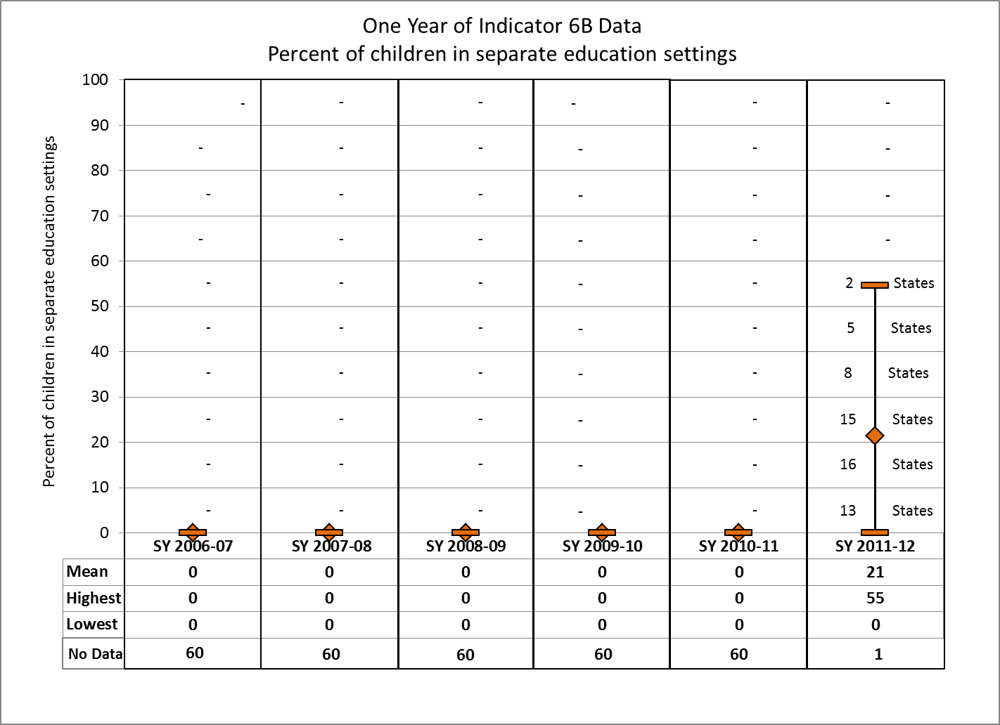 One Year of Indicator 6B Data
Percent of children in separate education settings
Percent of children in separate education settings
100
- - - - - -
90
- - - - - -
80
- - - - - -
70
- - - - - -
60
- - - - - 2 States
50
- - - - - 5 States
40
- - - - - 8 States
30
- - - - - 15 States
20
- - - - - 16 States
10
- - - - - 13 States
0
SY 2006-07 SY 2007-08 SY 2008-09 SY 2009-10 SY 2010-11 SY 2011-12
Mean 0 0 0 0 0 21
Highest 0 0 0 0 0 55
Lowest 0 0 0 0 0 0
No Data 60 60 60 60 60 1